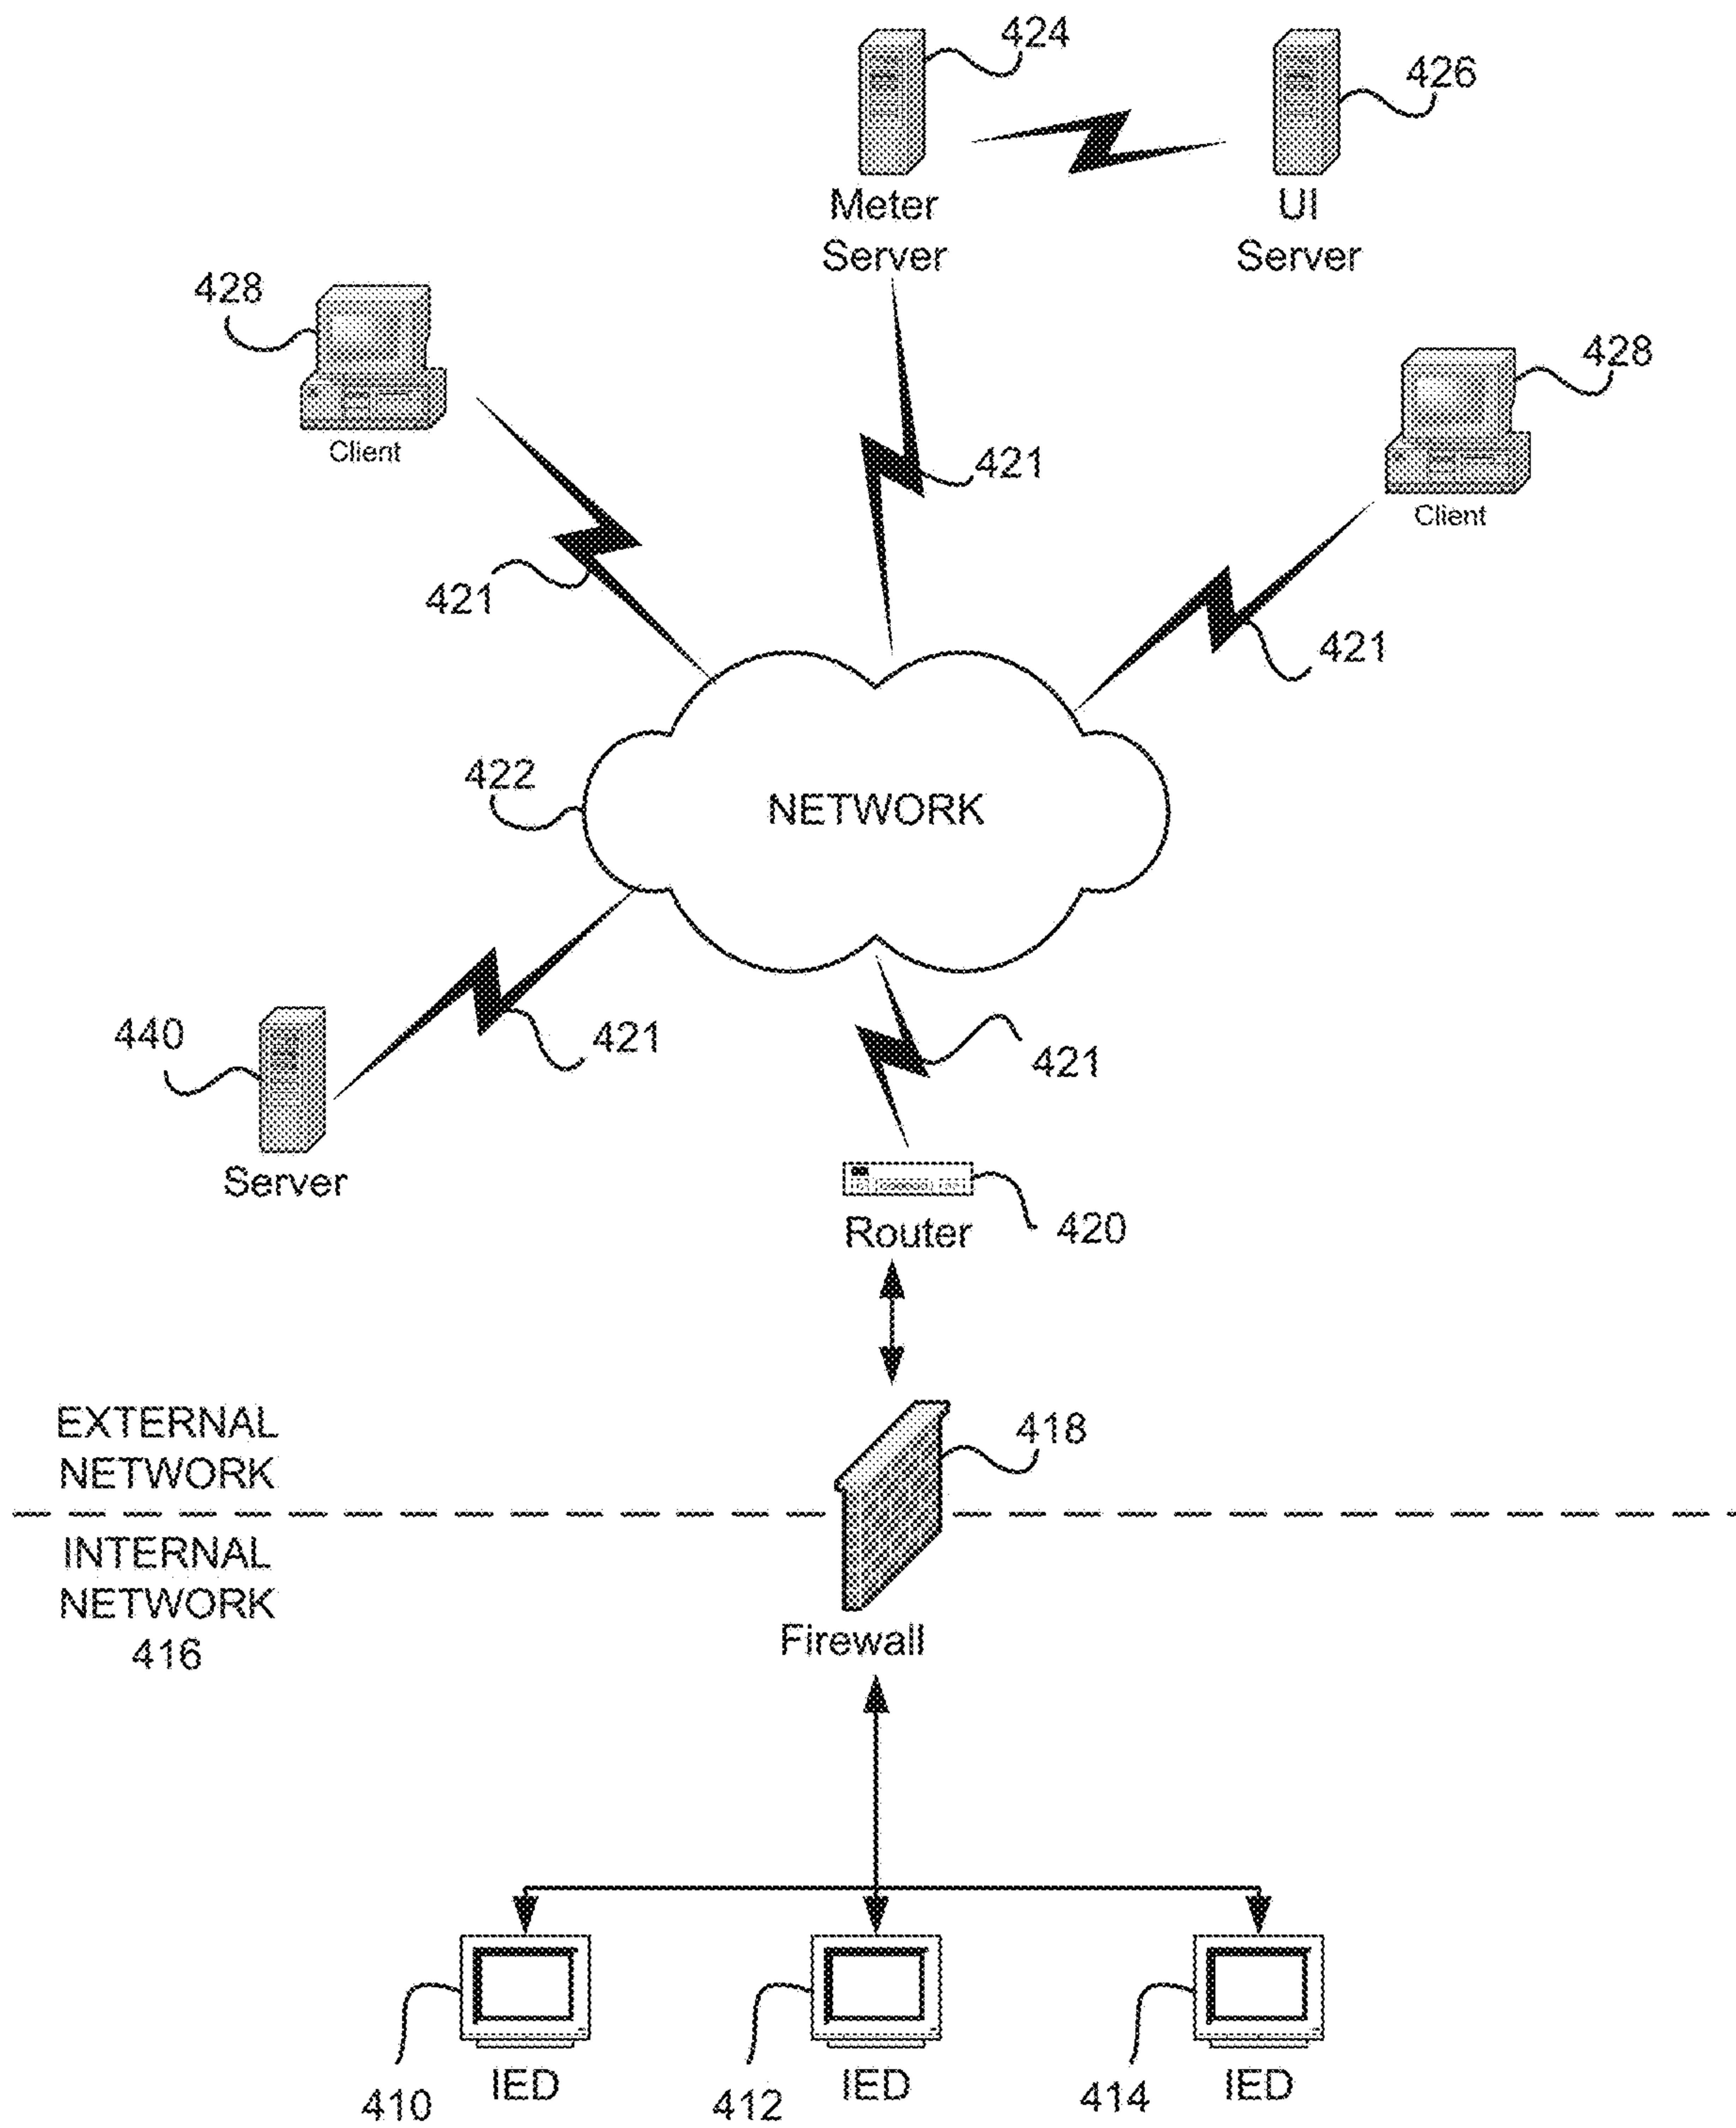 424
426
Meter
Server
UI
Server
428
Client
428
Client
421
421
421
422
NETWORK
440
Server
421
421
Router
420
EXTERNAL
NETWORK
418
INTERNAL
NETWORK
416
Firewall
410
IED
412
IED
414
IED